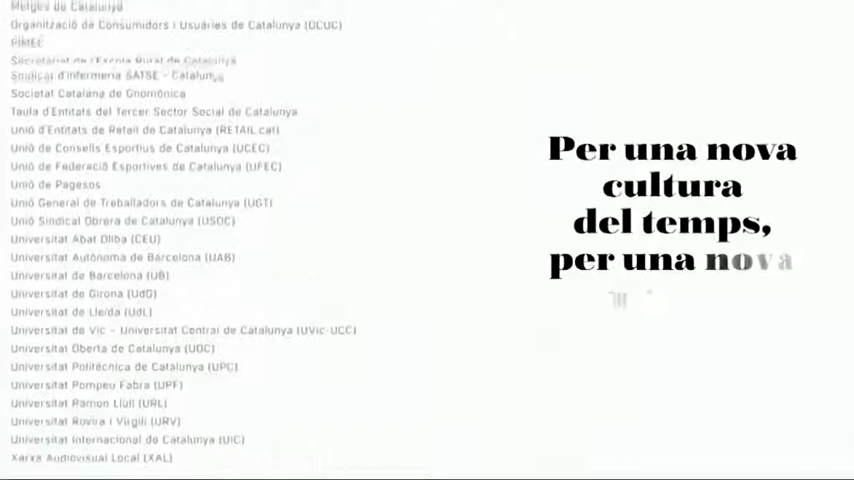 Metges de Catalunya
Organització de Consumidors i Usuàries de Catalunya (OCUC)
PIMEC
Secretariat de l'Escola Rural de Catalunya
Sindicat d'Infermeria SATSE - Catalunya
Societat Catalana de Gnomònica
Taula d'Entitats del Tercer Sector Social de Catalunya
Unió d'Entitats de Retail de Catalunya (RETAIL.cat)
Unió de Consells Esportius de Catalunya (UCEC)
Unió de Federació Esportives de Catalunya (UFEC)
Unió de Pagesos
Unió General de Treballadors de Catalunya (UGT)
Unió Sindical Obrera de Catalunya (USOC)
Universitat Abat Oliba (CEU)
Universitat Autònoma de Barcelona (UAB)
Universitat de Barcelona (UB)
Universitat de Girona (UdG)
Universitat de Lleida (UdL)
Universitat de Vic - Universitat Central de Catalunya (UVic-UCC)
Universitat Oberta de Catalunya (UOC)
Universitat Politècnica de Catalunya (UPC)
Universitat Pompeu Fabra (UPF)
Universitat Ramon Llull (URL)
Universitat Rovira i Virgili (URV)
Universitat Internacional de Catalunya (UIC)
Xarxa Audiovisual Local (XAL)
Per una nova
cultura
del temps,
per una nova